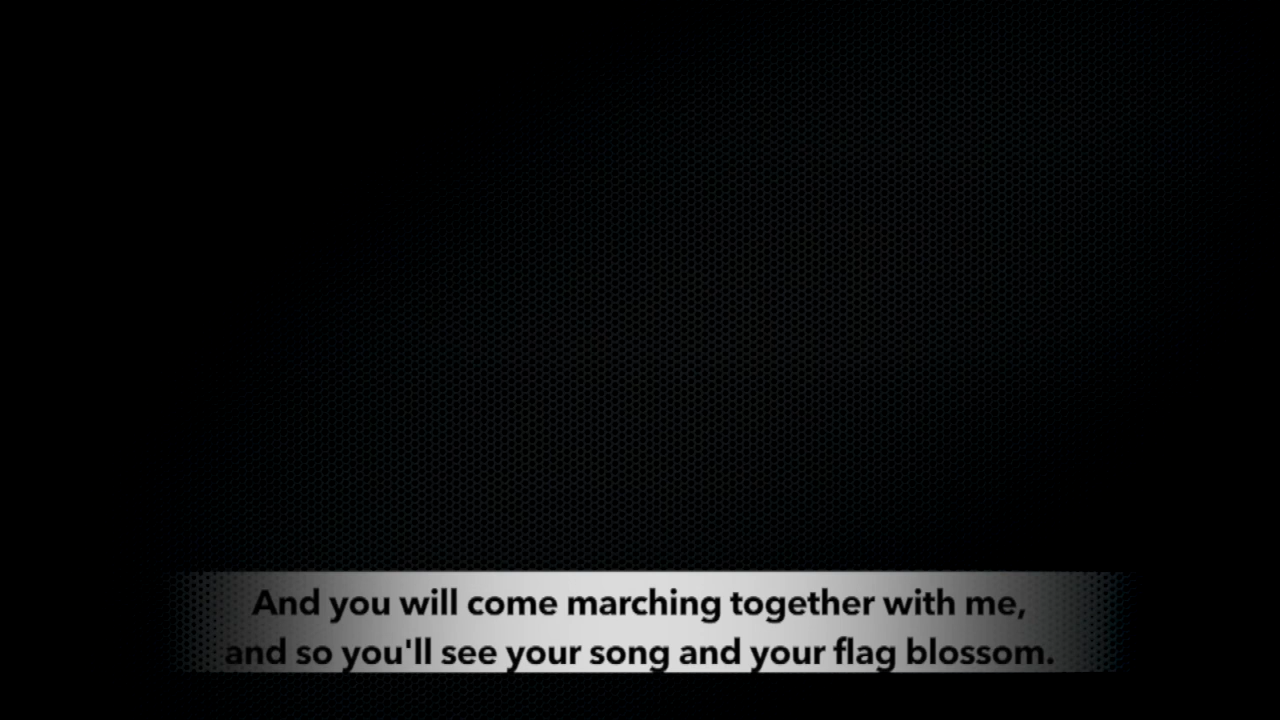 And you will come marching together with me,
and so you'll see your song and your flag blossom.